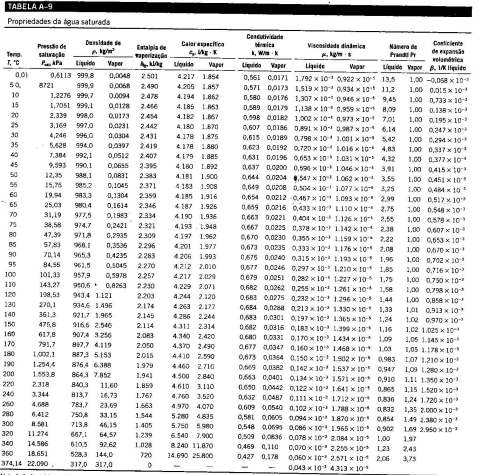 TABELA A-9
Propriedades da água saturada
Temp. T, °C Pressão de saturação P_sat, kPa Densidade de ρ, kg/m³ Entalpia de vaporização h_lv, kJ/kg Calor específico c_p, J/kg · K Condutividade térmica k, W/m · k Viscosidade dinâmica μ, kg/m · s Número de Prandtl Pr Coeficiente de expansão volumétrica β, 1/K líquido
Líquido Vapor Líquido Vapor Líquido Vapor Líquido Vapor Líquido Vapor
0,01 0,6113 999,8 0,0048 2.501 4.217 1.854 0,561 0,0171 1,792 × 10⁻³ 0,922 × 10⁻⁵ 13,5 1,00 −0,068 × 10⁻³
5 0, 8721 999,9 0,0068 2.490 4.205 1.857 0,571 0,0173 1,519 × 10⁻³ 0,934 × 10⁻⁵ 11,2 1,00 0,015 × 10⁻³
10 1,2276 999,7 0,0094 2.478 4.194 1.862 0,580 0,0176 1,307 × 10⁻³ 0,946 × 10⁻⁵ 9,45 1,00 0,733 × 10⁻³
15 1,7051 999,1 0,0128 2.466 4.185 1.863 0,589 0,0179 1,138 × 10⁻³ 0,959 × 10⁻⁵ 8,09 1,00 0,138 × 10⁻³
20 2,339 998,0 0,0173 2.454 4.182 1.867 0,598 0,0182 1,002 × 10⁻³ 0,973 × 10⁻⁵ 7,01 1,00 0,195 × 10⁻³
25 3,169 997,0 0,0231 2.442 4.180 1.870 0,607 0,0186 0,891 × 10⁻³ 0,987 × 10⁻⁵ 6,14 1,00 0,247 × 10⁻³
30 4,246 996,0 0,0304 2.431 4.178 1.875 0,615 0,0189 0,798 × 10⁻³ 1,001 × 10⁻⁵ 5,42 1,00 0,294 × 10⁻³
35 5,628 994,0 0,0397 2.419 4.178 1.880 0,623 0,0192 0,720 × 10⁻³ 1,016 × 10⁻⁵ 4,83 1,00 0,337 × 10⁻³
40 7,384 992,1 0,0512 2.407 4.179 1.885 0,631 0,0196 0,653 × 10⁻³ 1,031 × 10⁻⁵ 4,32 1,00 0,377 × 10⁻³
45 9,593 990,1 0,0655 2.395 4.180 1.892 0,637 0,0200 0,596 × 10⁻³ 1,046 × 10⁻⁵ 3,91 1,00 0,415 × 10⁻³
50 12,35 988,1 0,0831 2.383 4.181 1.900 0,644 0,0204 0,547 × 10⁻³ 1,062 × 10⁻⁵ 3,55 1,00 0,451 × 10⁻³
55 15,76 985,2 0,1045 2.371 4.183 1.908 0,649 0,0208 0,504 × 10⁻³ 1,077 × 10⁻⁵ 3,25 1,00 0,484 × 10⁻³
60 19,94 983,3 0,1304 2.359 4.185 1.916 0,654 0,0212 0,467 × 10⁻³ 1,093 × 10⁻⁵ 2,99 1,00 0,517 × 10⁻³
65 25,03 980,4 0,1614 2.346 4.187 1.926 0,659 0,0216 0,433 × 10⁻³ 1,110 × 10⁻⁵ 2,75 1,00 0,548 × 10⁻³
70 31,19 977,5 0,1983 2.334 4.190 1.936 0,663 0,0221 0,404 × 10⁻³ 1,126 × 10⁻⁵ 2,55 1,00 0,578 × 10⁻³
75 38,58 974,7 0,2421 2.321 4.193 1.948 0,667 0,0225 0,378 × 10⁻³ 1,142 × 10⁻⁵ 2,38 1,00 0,607 × 10⁻³
80 47,39 971,8 0,2935 2.309 4.197 1.962 0,670 0,0230 0,355 × 10⁻³ 1,159 × 10⁻⁵ 2,22 1,00 0,653 × 10⁻³
85 57,83 968,1 0,3536 2.296 4.201 1.977 0,673 0,0235 0,333 × 10⁻³ 1,176 × 10⁻⁵ 2,08 1,00 0,670 × 10⁻³
90 70,14 965,3 0,4235 2.283 4.206 1.993 0,675 0,0240 0,315 × 10⁻³ 1,193 × 10⁻⁵ 1,96 1,00 0,702 × 10⁻³
95 84,55 961,5 0,5045 2.270 4.212 2.010 0,677 0,0246 0,297 × 10⁻³ 1,210 × 10⁻⁵ 1,85 1,00 0,716 × 10⁻³
100 101,33 957,9 0,5978 2.257 4.217 2.029 0,679 0,0251 0,282 × 10⁻³ 1,227 × 10⁻⁵ 1,75 1,00 0,750 × 10⁻³
110 143,27 950,6 0,8263 2.230 4.229 2.071 0,682 0,0262 0,255 × 10⁻³ 1,261 × 10⁻⁵ 1,58 1,00 0,798 × 10⁻³
120 198,53 943,4 1.121 2.203 4.244 2.120 0,683 0,0275 0,232 × 10⁻³ 1,296 × 10⁻⁵ 1,44 1,00 0,858 × 10⁻³
130 270,1 934,6 1.496 2.174 4.263 2.177 0,684 0,0288 0,213 × 10⁻³ 1,330 × 10⁻⁵ 1,33 1,01 0,913 × 10⁻³
140 361,3 921,7 1,965 2.145 4.286 2.244 0,683 0,0301 0,197 × 10⁻³ 1,365 × 10⁻⁵ 1,24 1,02 0,970 × 10⁻³
150 475,8 916,6 2.546 2.114 4.311 2.314 0,682 0,0316 0,183 × 10⁻³ 1,399 × 10⁻⁵ 1,16 1,02 1,025 × 10⁻³
160 617,8 907,4 3.256 2.083 4.340 2.420 0,680 0,0331 0,170 × 10⁻³ 1,434 × 10⁻⁵ 1,09 1,05 1,145 × 10⁻³
170 791,7 897,7 4.119 2.050 4.370 2.490 0,677 0,0347 0,160 × 10⁻³ 1,468 × 10⁻⁵ 1,03 1,05 1,178 × 10⁻³
180 1.002,1 887,3 5.153 2.015 4.410 2.590 0,673 0,0364 0,150 × 10⁻³ 1,502 × 10⁻⁵ 0,983 1,07 1,210 × 10⁻³
190 1.254,4 876,4 6.388 1.979 4.460 2.710 0,669 0,0382 0,142 × 10⁻³ 1,537 × 10⁻⁵ 0,947 1,09 1,280 × 10⁻³
200 1.553,8 864,3 7.852 1.941 4.500 2.840 0,663 0,0401 0,134 × 10⁻³ 1,571 × 10⁻⁵ 0,910 1,11 1,350 × 10⁻³
220 2.318 840,3 11,60 1.859 4.610 3.110 0,650 0,0442 0,122 × 10⁻³ 1,641 × 10⁻⁵ 0,865 1,15 1,520 × 10⁻³
240 3.344 813,7 16,73 1.767 4.760 3.520 0,632 0,0487 0,111 × 10⁻³ 1,712 × 10⁻⁵ 0,836 1,24 1,720 × 10⁻³
260 4.688 783,7 23,69 1.663 4.970 4.070 0,609 0,0540 0,102 × 10⁻³ 1,788 × 10⁻⁵ 0,832 1,35 2,000 × 10⁻³
280 6.412 750,8 33,15 1.544 5.280 4.835 0,581 0,0605 0,094 × 10⁻³ 1,870 × 10⁻⁵ 0,854 1,49 2,380 × 10⁻³
300 8.581 713,8 46,15 1.405 5.750 5.980 0,548 0,0695 0,086 × 10⁻³ 1,965 × 10⁻⁵ 0,902 1,69 2,950 × 10⁻³
320 11.274 667,1 64,57 1.239 6.540 7.900 0,509 0,0836 0,078 × 10⁻³ 2,084 × 10⁻⁵ 1,00 1,97
340 14.586 610,5 92,62 1.028 8.240 11.870 0,469 0,110 0,070 × 10⁻³ 2,255 × 10⁻⁵ 1,23 2,43
360 18.651 528,3 144,0 720 14.690 25.800 0,427 0,178 0,060 × 10⁻³ 2,571 × 10⁻⁵ 2,06 3,73
374,14 22.090 317,0 317,0 0 — — — — 0,043 × 10⁻³ 4,313 × 10⁻⁵